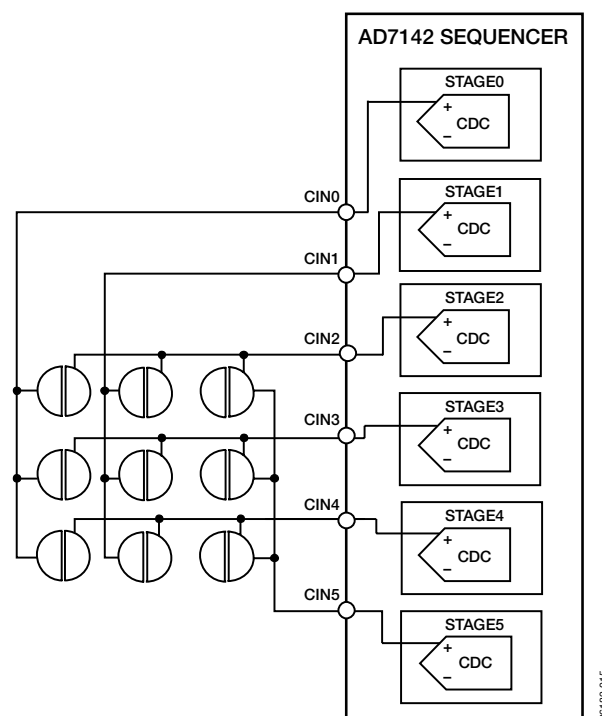 AD7142 SEQUENCER
STAGE0
+
CDC
–
CIN0
STAGE1
+
CDC
–
CIN1
STAGE2
+
CDC
–
CIN2
STAGE3
+
CDC
–
CIN3
STAGE4
+
CDC
–
CIN4
STAGE5
+
CDC
–
CIN5